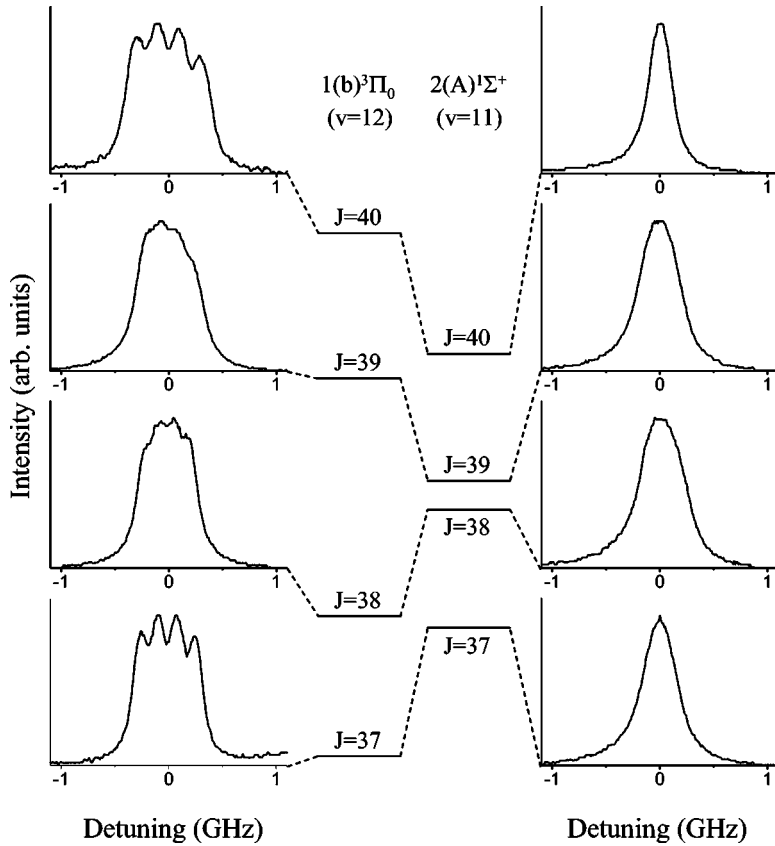 1(b)³Π₀ 2(A)¹Σ⁺
(v=12) (v=11)
-1 0 1
-1 0 1
J=40
J=40
-1 0 1
J=39
-1 0 1
J=39
J=38
-1 0 1
-1 0 1
J=38
J=37
J=37
-1 0 1
-1 0 1
Intensity (arb. units)
Detuning (GHz) Detuning (GHz)